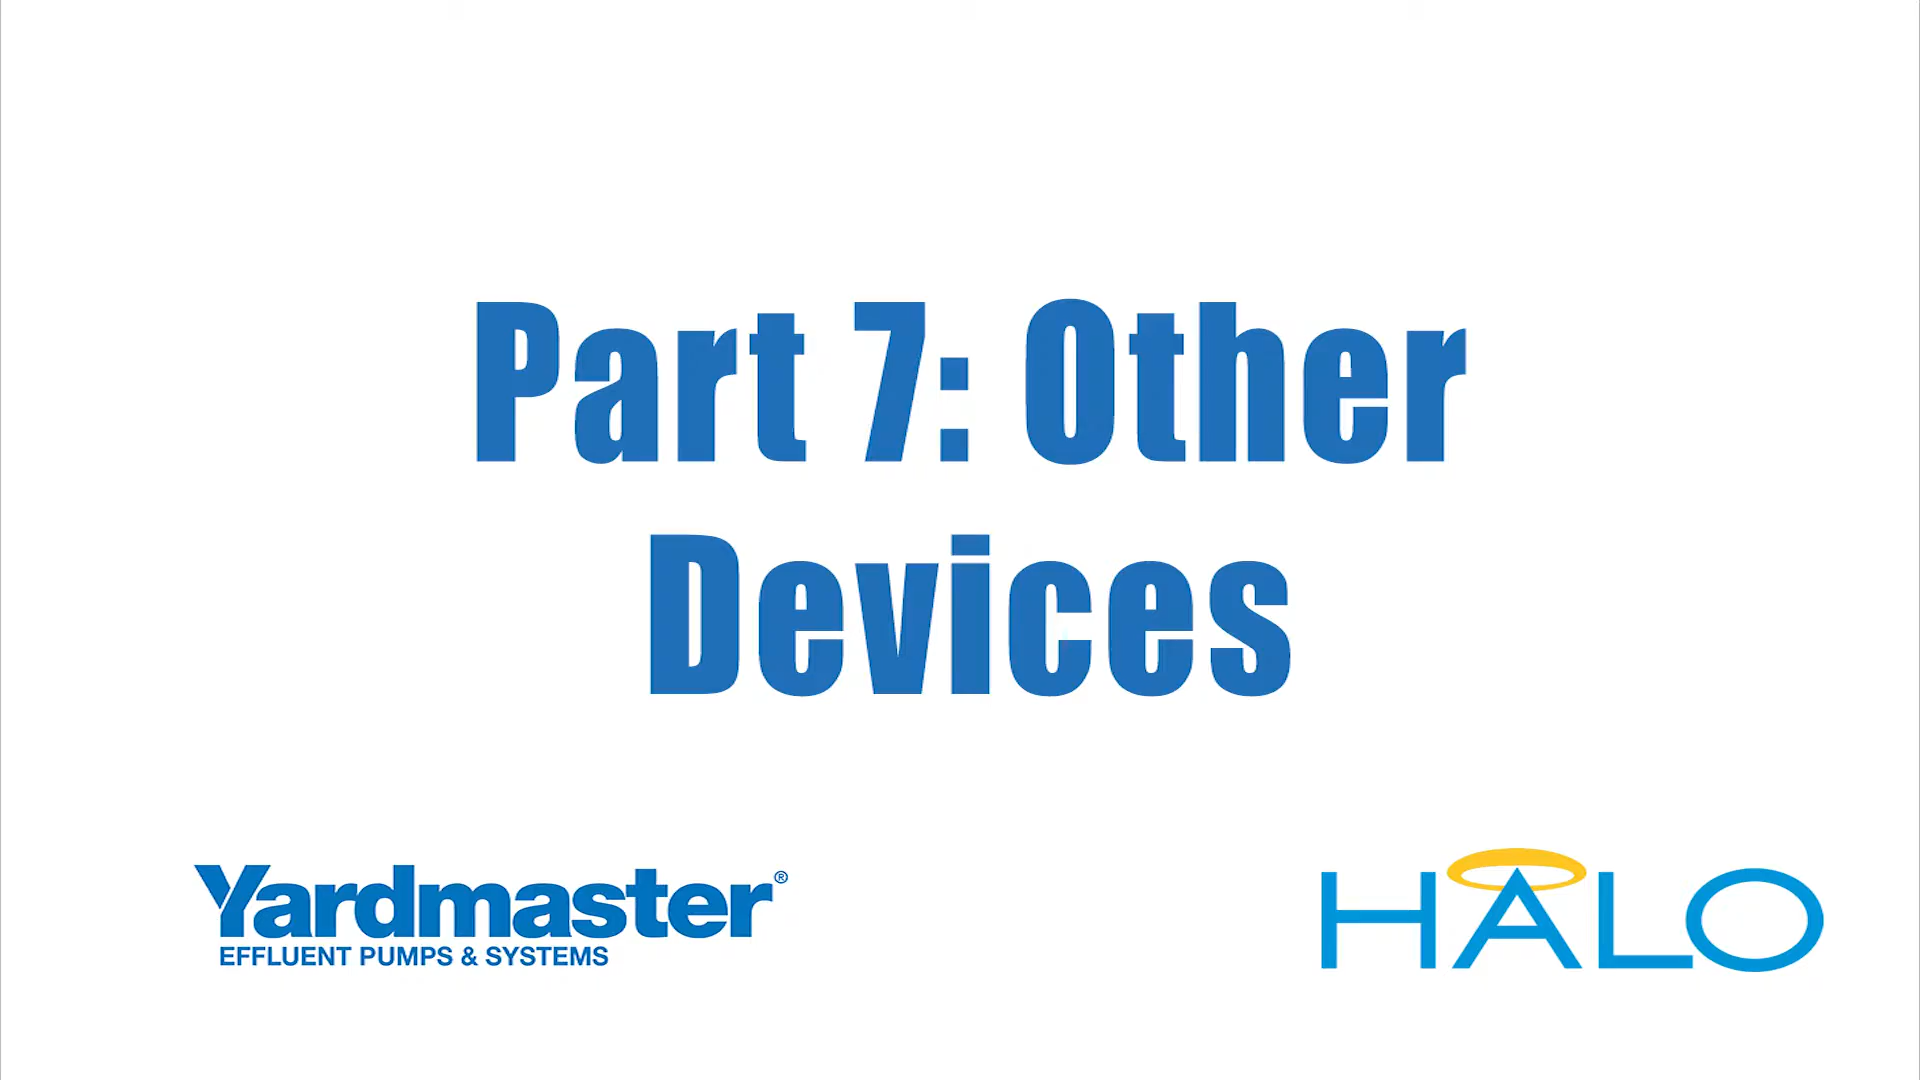 Part 7: Other
Devices
Yardmaster®
EFFLUENT PUMPS & SYSTEMS
HALO